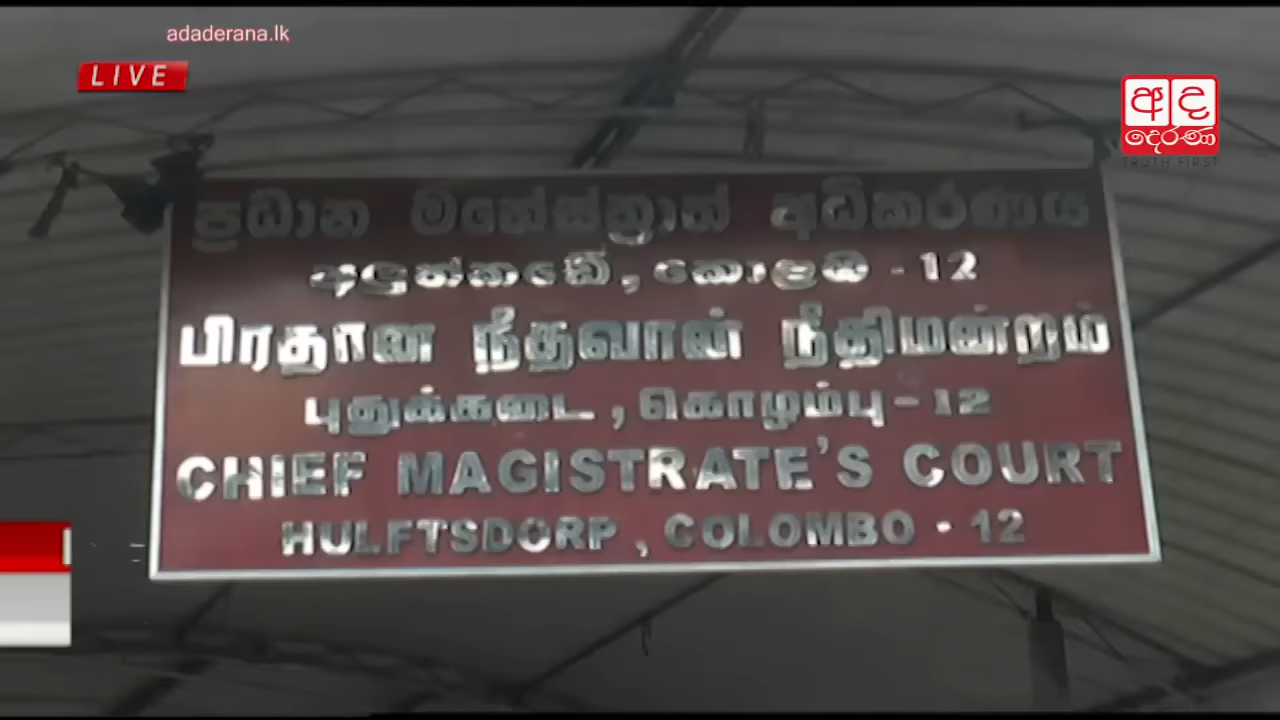 adaderana.lk
LIVE
අද
දෙරණ
TRUTH FIRST
ප්‍රධාන මහේස්ත්‍රාත් අධිකරණය
අලුත්කඩේ, කොළඹ - 12
பிரதான நீதவான் நீதிமன்றம்
புதுக்கடை, கொழும்பு - 12
CHIEF MAGISTRATE'S COURT
HULFTSDORP, COLOMBO - 12